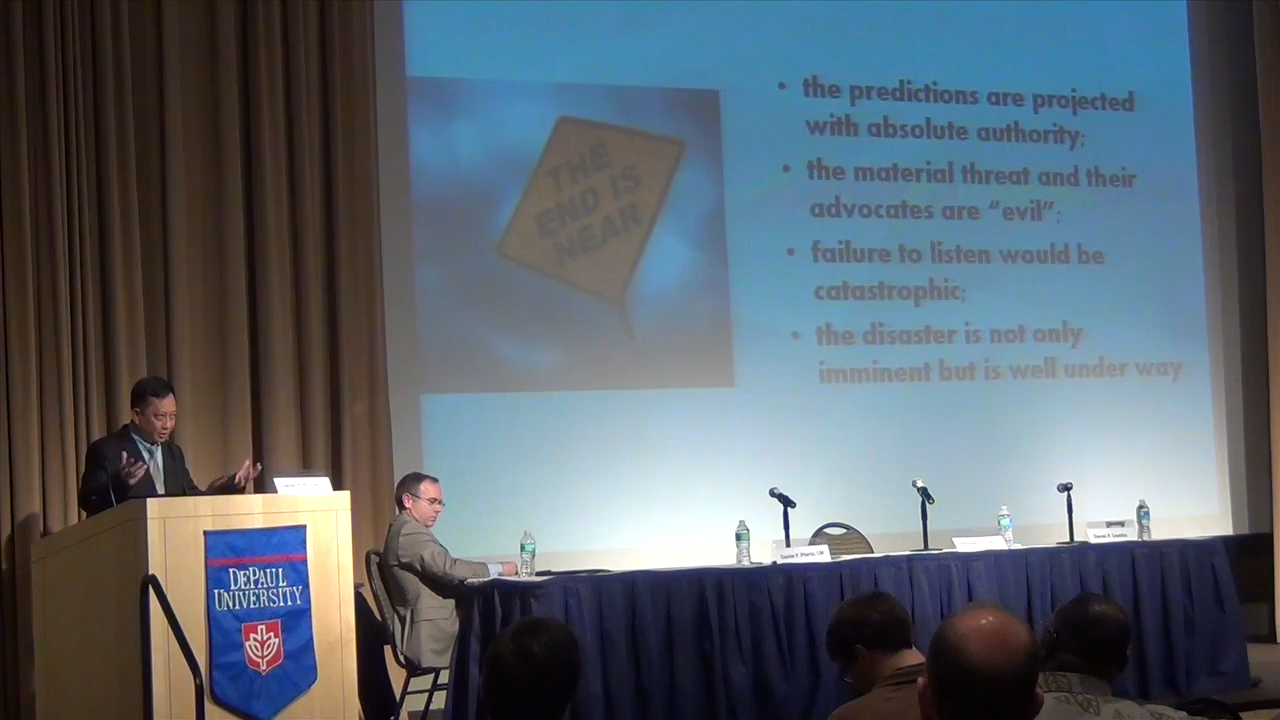 THE
END IS
NEAR
• the predictions are projected
with absolute authority;
• the material threat and their
advocates are “evil”;
• failure to listen would be
catastrophic;
• the disaster is not only
imminent but is well under way
DEPAUL
UNIVERSITY